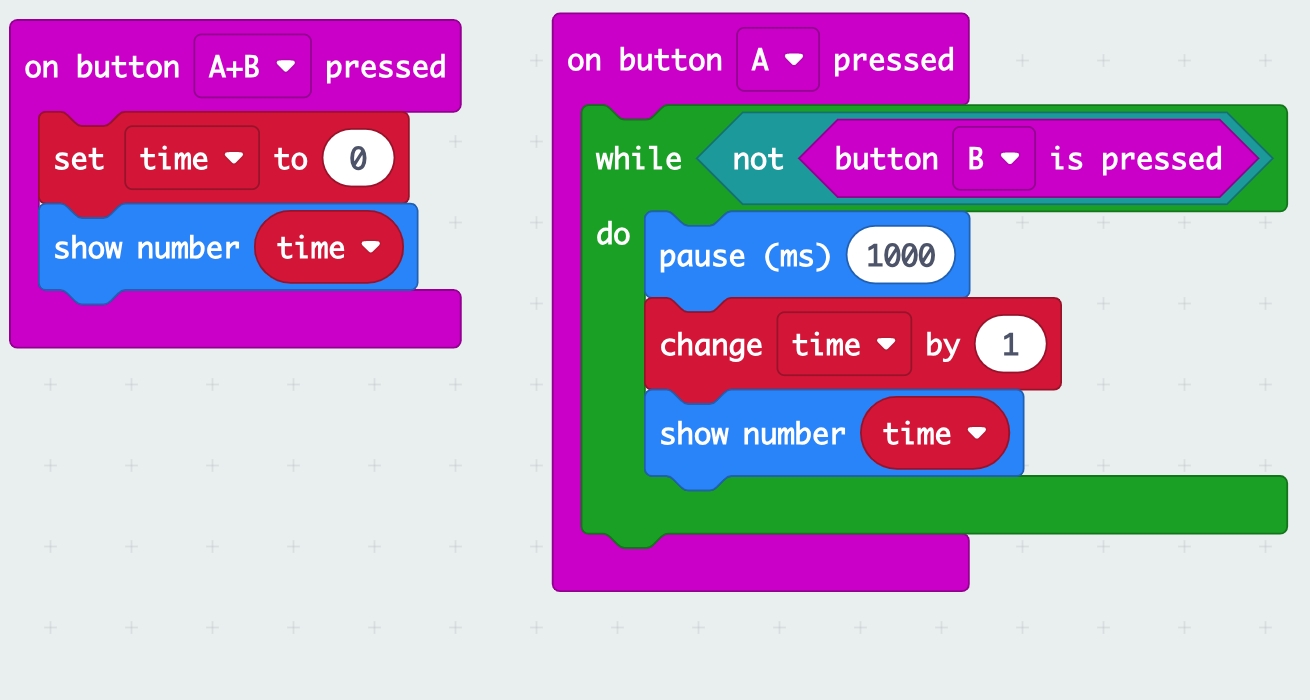 on button A+B pressed
set time to 0
show number time
on button A pressed
while not button B is pressed
do
pause (ms) 1000
change time by 1
show number time